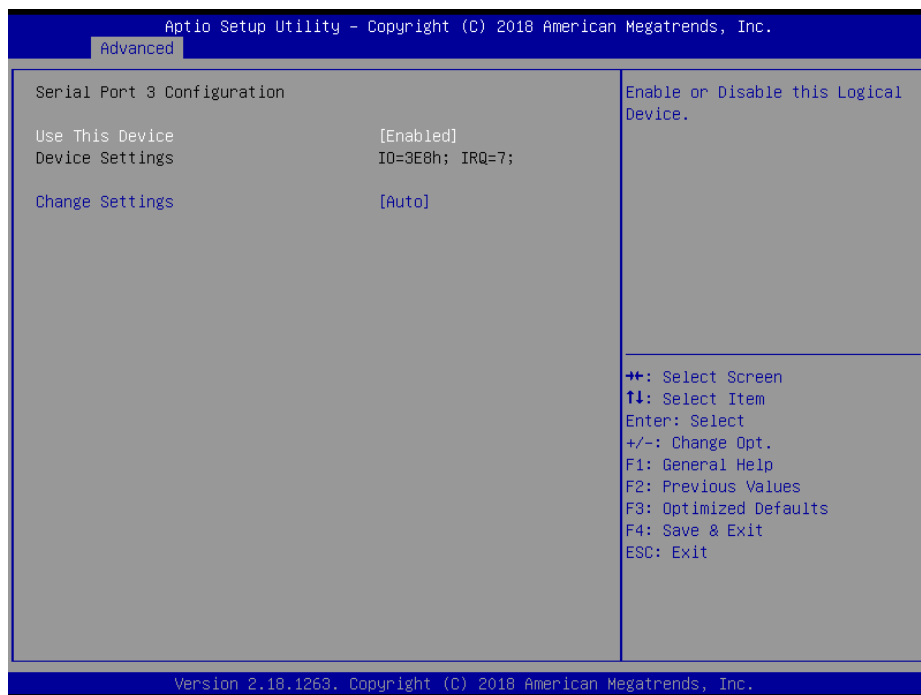 Aptio Setup Utility – Copyright (C) 2018 American Megatrends, Inc.
Advanced
Serial Port 3 Configuration
Use This Device [Enabled]
Device Settings IO=3E8h; IRQ=7;
Change Settings [Auto]
Enable or Disable this Logical
Device.
→←: Select Screen
↑↓: Select Item
Enter: Select
+/-: Change Opt.
F1: General Help
F2: Previous Values
F3: Optimized Defaults
F4: Save & Exit
ESC: Exit
Version 2.18.1263. Copyright (C) 2018 American Megatrends, Inc.